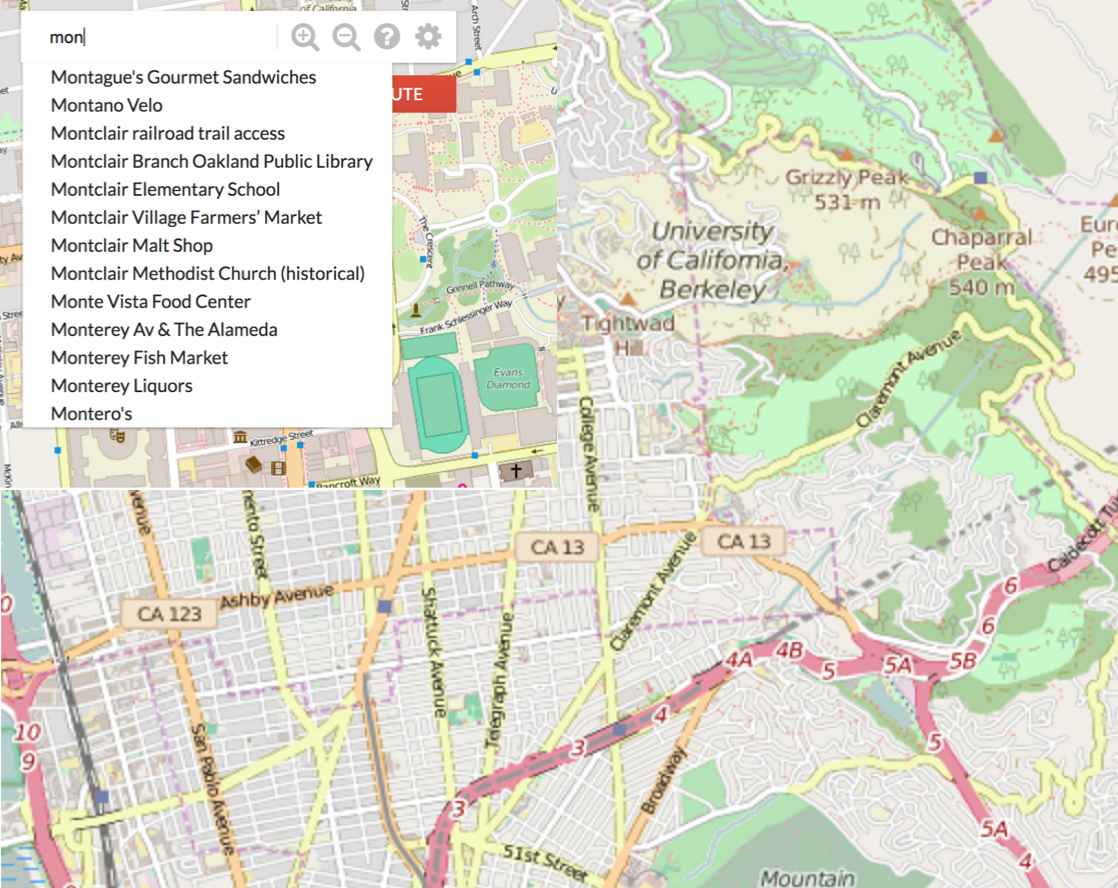 of California
mon
Arch Street
UTE
Montague's Gourmet Sandwiches
Montano Velo
Montclair railroad trail access
Montclair Branch Oakland Public Library
Montclair Elementary School
Montclair Village Farmers’ Market
Montclair Malt Shop
Montclair Methodist Church (historical)
Monte Vista Food Center
Monterey Av & The Alameda
Monterey Fish Market
Monterey Liquors
Montero's
The Crescent
Grinnell Pathway
Frank Schlessinger Way
Evans
Diamond
Kittredge Street
Bancroft Way
Grizzly Peak
531 m
University
of California,
Berkeley
Chaparral
Peak
540 m
Euro
Pe
495
Tightwad
Hill
Claremont Avenue
College Avenue
CA 13
CA 13
Caldecott Tu
CA 123
Ashby Avenue
venue
mento Street
Shattuck Avenue
Telegraph Avenue
Claremont Avenue
San Pablo Avenue
Broadway
51st Street
Mountain
6
6
5B
5A
5
4B
4A
4
3
3
5
5A
4
10
9
0